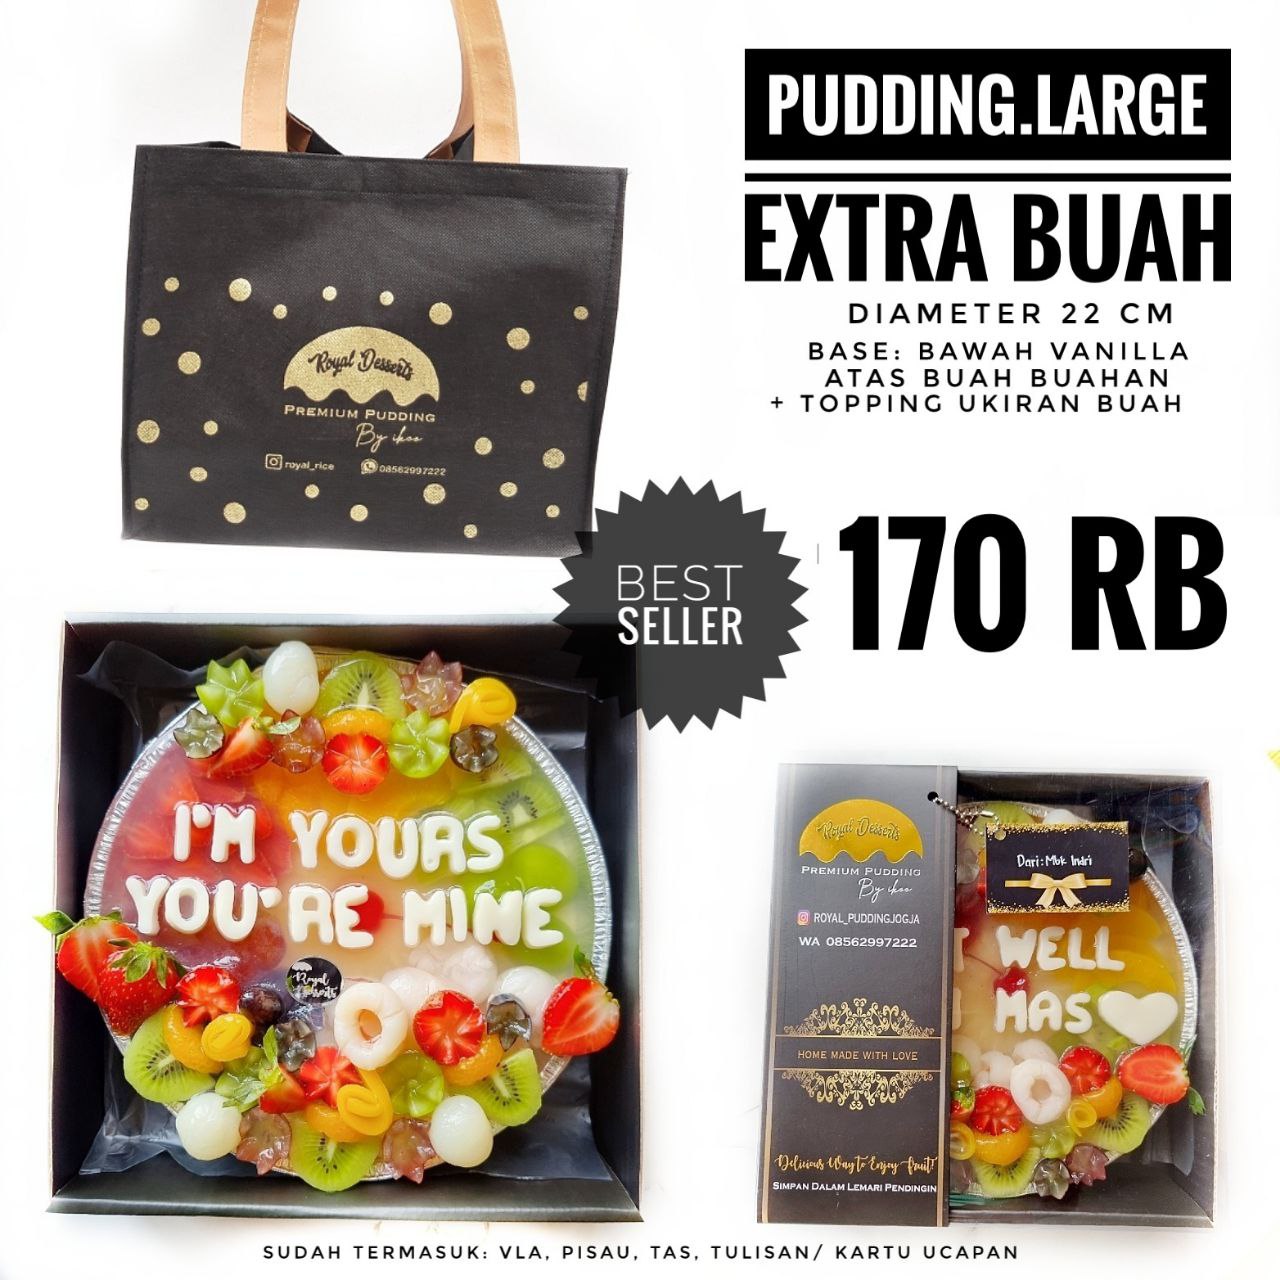 PUDDING.LARGE
EXTRA BUAH
DIAMETER 22 CM
BASE: BAWAH VANILLA
ATAS BUAH BUAHAN
+ TOPPING UKIRAN BUAH
Royal Desserts
PREMIUM PUDDING
By ikoo
royal_rice
08562997222
BEST
SELLER
170 RB
I'M YOURS
YOU'RE MINE
Royal
Desserts
Royal Desserts
PREMIUM PUDDING
By ikoo
ROYAL_PUDDINGJOGJA
WA 08562997222
HOME MADE WITH LOVE
Delicious Way to Enjoy Fruit!
SIMPAN DALAM LEMARI PENDINGIN
Dari: Mbk Indri
T WELL
MAS
SUDAH TERMASUK: VLA, PISAU, TAS, TULISAN/ KARTU UCAPAN